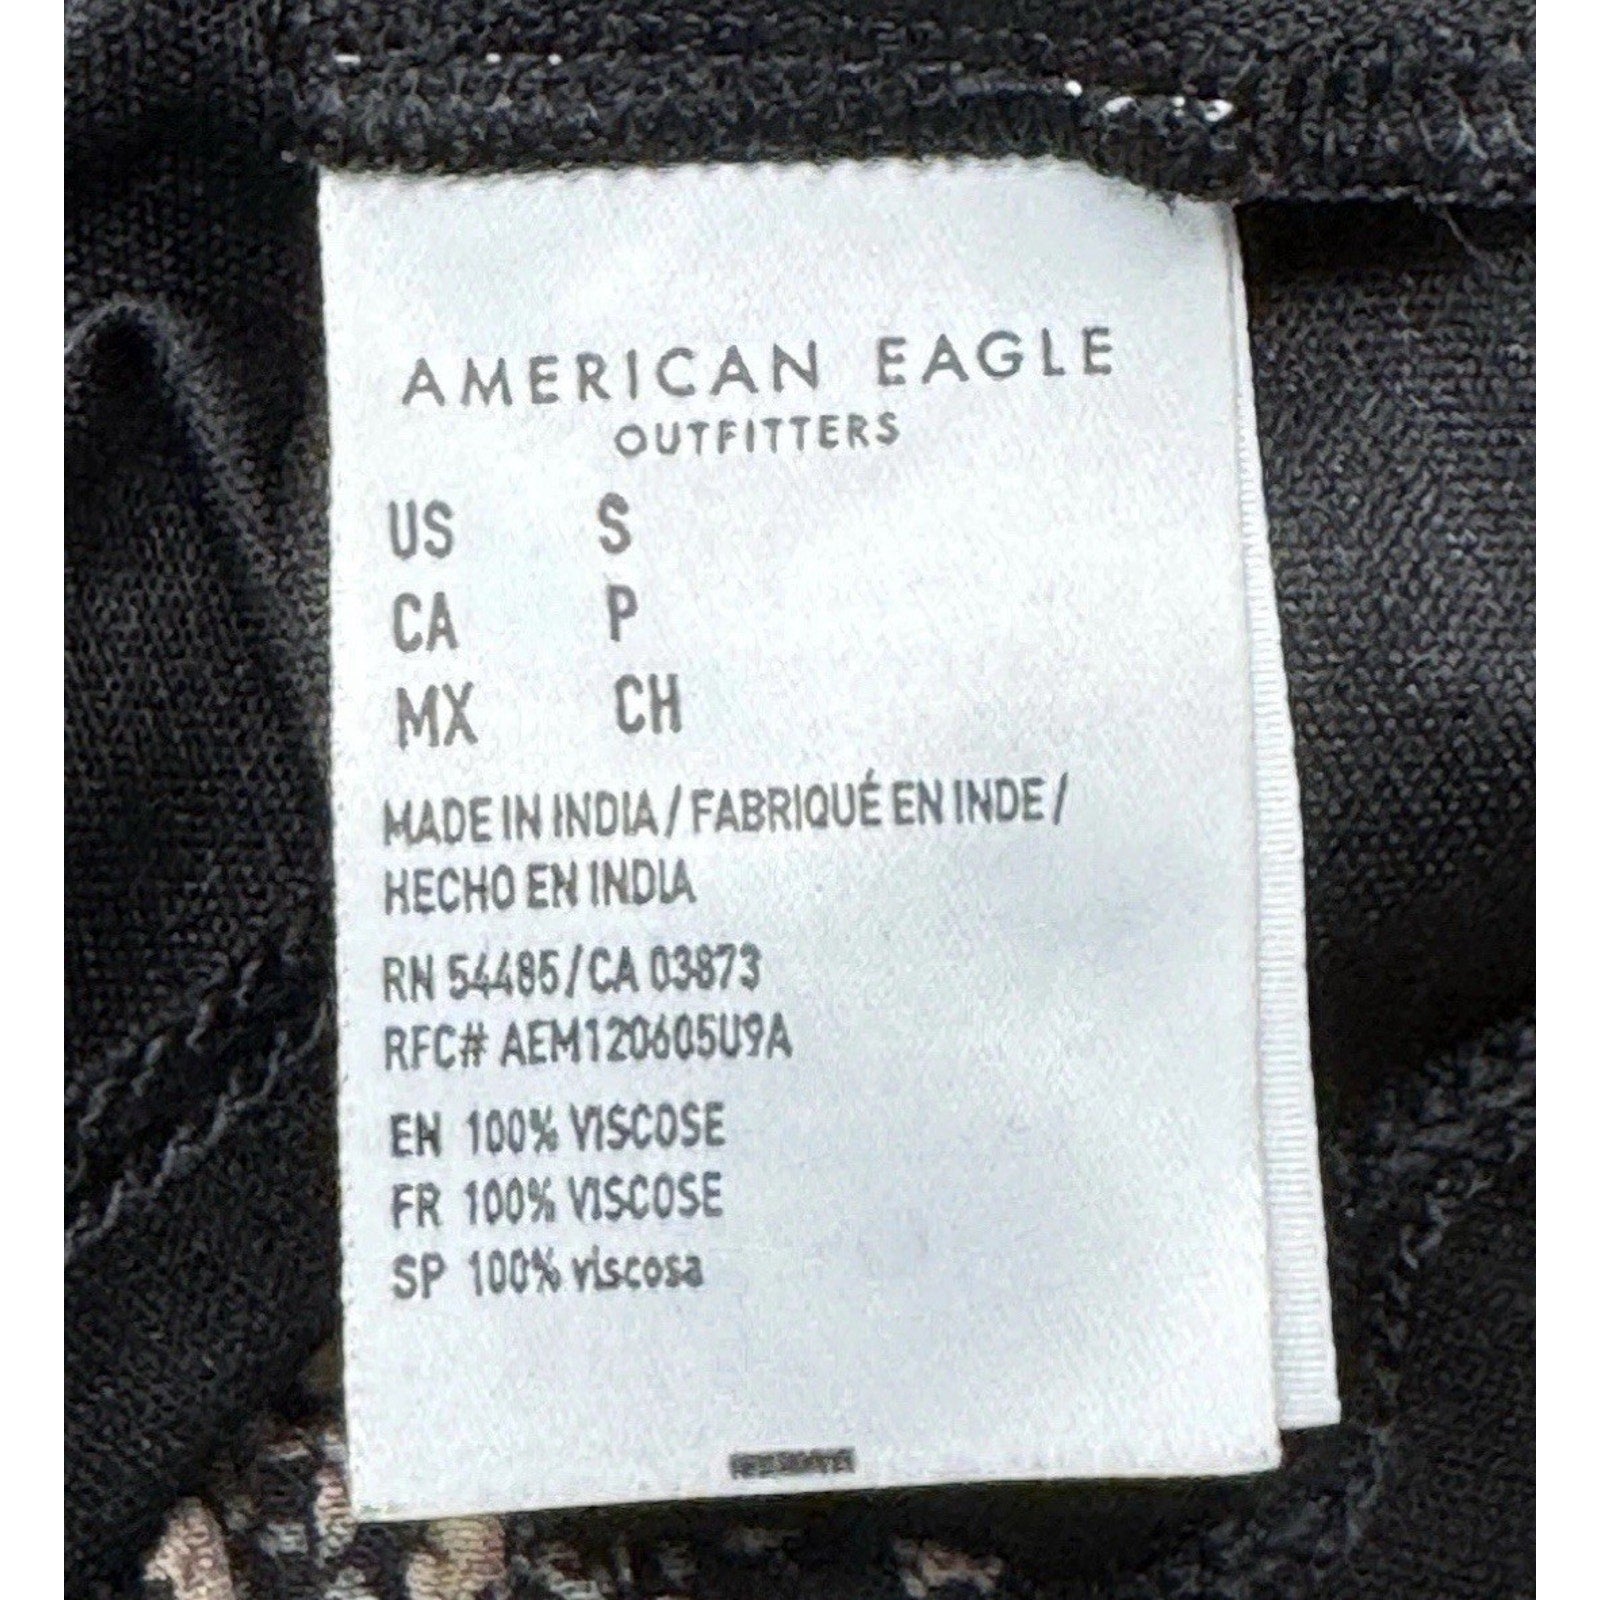 AMERICAN EAGLE
OUTFITTERS
US S
CA P
MX CH
MADE IN INDIA / FABRIQUÉ EN INDE /
HECHO EN INDIA
RN 54485 / CA 03873
RFC# AEM120605U9A
EN 100% VISCOSE
FR 100% VISCOSE
SP 100% viscosa